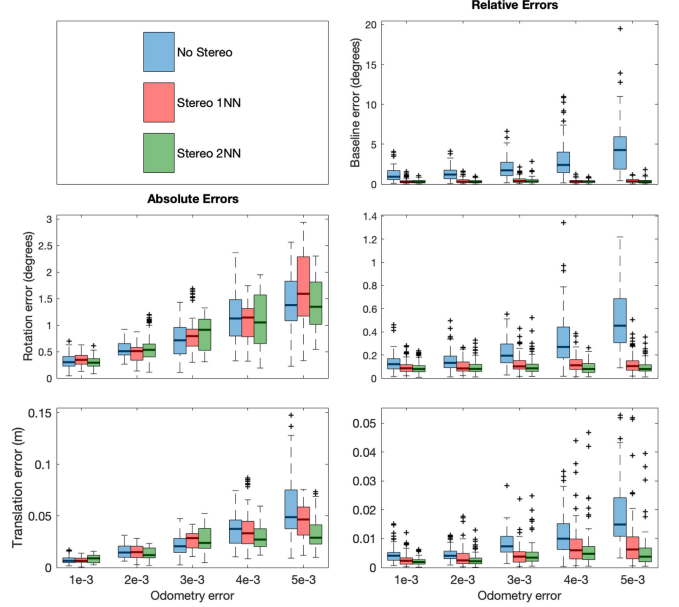 Relative Errors
No Stereo
Stereo 1NN
Stereo 2NN
Baseline error (degrees)
20
15
10
5
0
Absolute Errors
Rotation error (degrees)
3
2.5
2
1.5
1
0.5
0
1.4
1.2
1
0.8
0.6
0.4
0.2
0
Translation error (m)
0.15
0.1
0.05
0
0.05
0.04
0.03
0.02
0.01
0
1e-3 2e-3 3e-3 4e-3 5e-3
Odometry error
1e-3 2e-3 3e-3 4e-3 5e-3
Odometry error